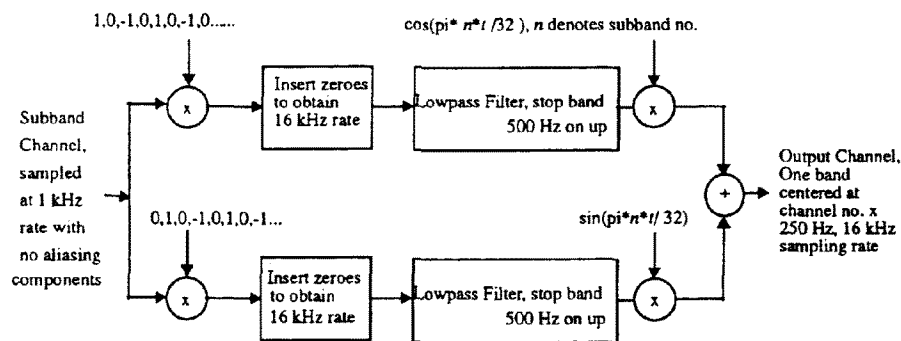 1,0,-1,0,1,0,-1,0......
cos(pi* n*t /32 ), n denotes subband no.
x
Insert zeroes
to obtain
16 kHz rate
Lowpass Filter, stop band
500 Hz on up
x
Subband
Channel,
sampled
at 1 kHz
rate with
no aliasing
components
+
Output Channel,
One band
centered at
channel no. x
250 Hz, 16 kHz
sampling rate
0,1,0,-1,0,1,0,-1...
sin(pi*n*t/ 32)
x
Insert zeroes
to obtain
16 kHz rate
Lowpass Filter, stop band
500 Hz on up
x